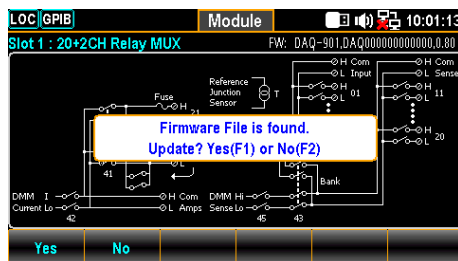 LOC GPIB Module 10:01:13
Slot 1 : 20+2CH Relay MUX FW: DAQ-901,DAQ000000000000,0.80
H Com H Com
Reference L Input L Sense
Junction
Sensor T
Fuse H 01 11
H 21
L
Firmware File is found.
Update? Yes(F1) or No(F2)
20
L
41
Bank
DMM I H Com DMM Hi
Current Lo L Amps Sense Lo
42 45 43
Yes No